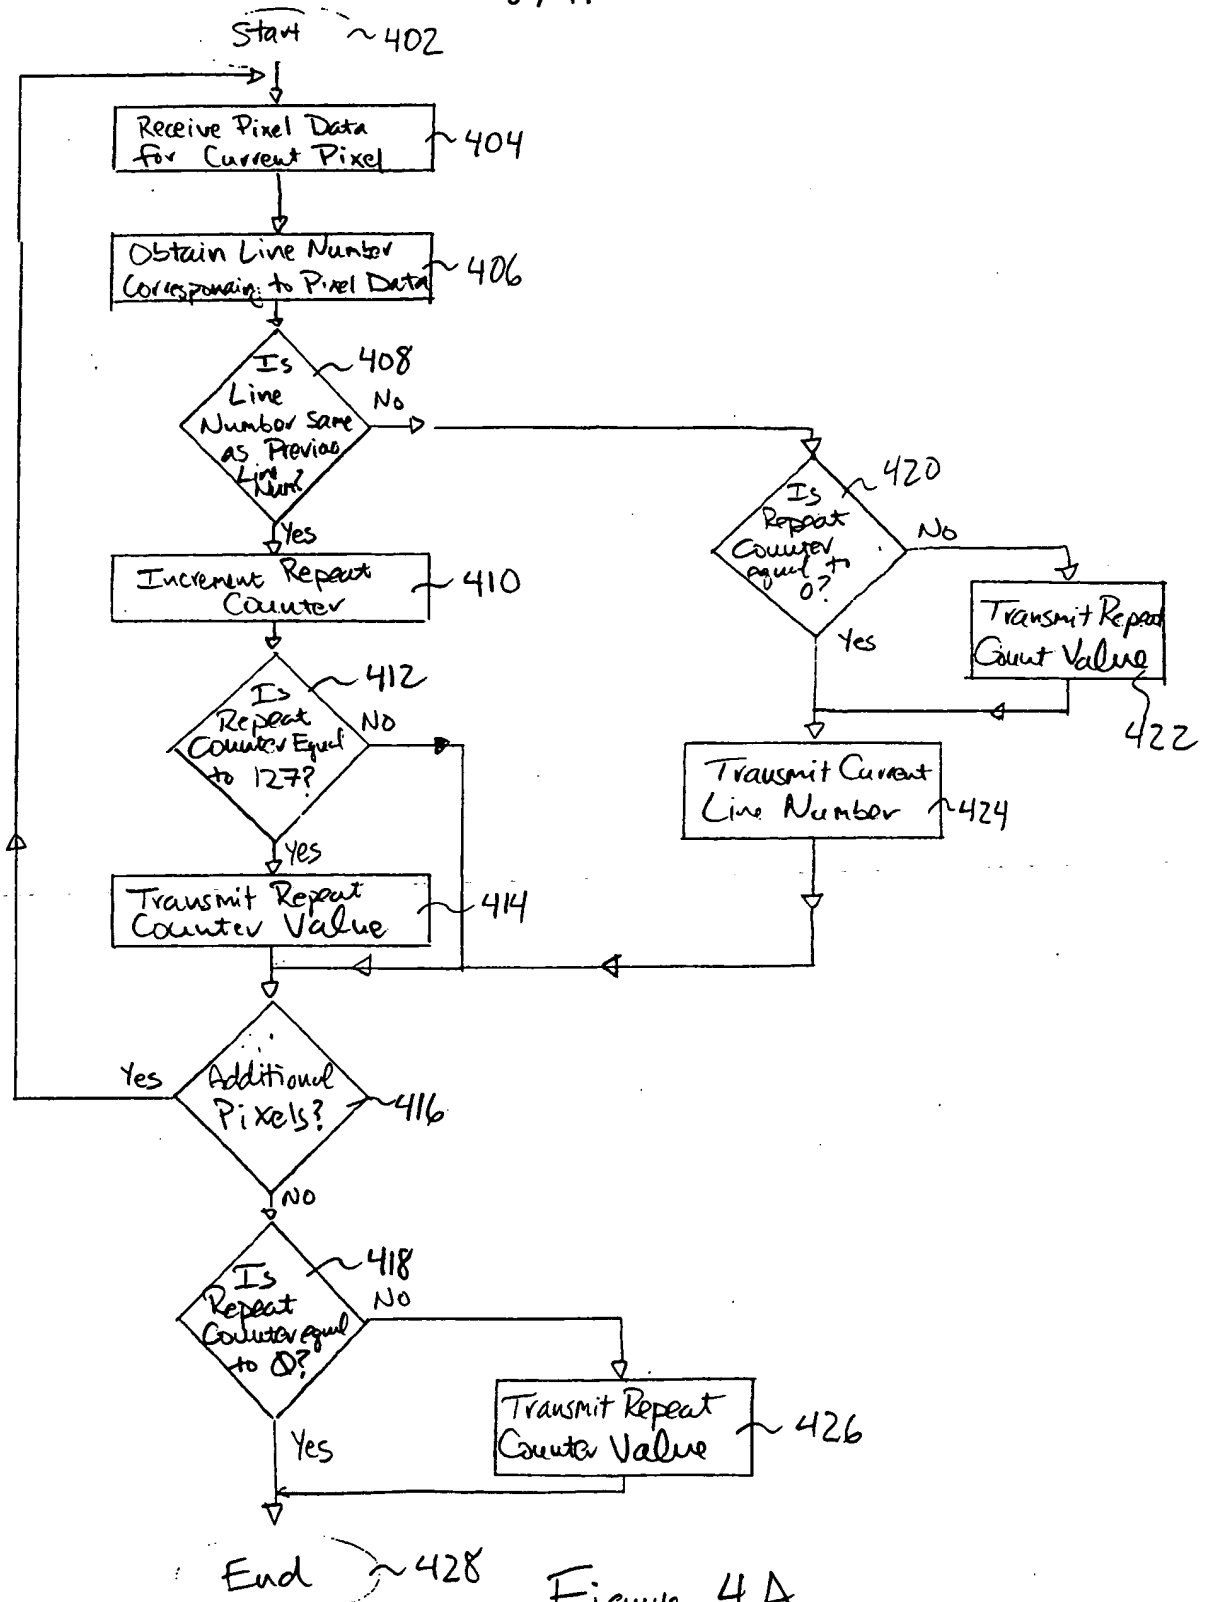 Start
402
Receive Pixel Data
for Current Pixel
404
Obtain Line Number
Corresponding to Pixel Data
406
Is
Line
Number Same
as Previou
Line
Num?
408
No
Yes
Increment Repeat
Counter
410
Is
Repeat
Counter Equal
to 127?
412
No
Yes
Transmit Repeat
Counter Value
414
Is
Repeat
Counter
equal to
0?
420
No
Yes
Transmit Repeat
Count Value
422
Transmit Current
Line Number
424
Additional
Pixels?
416
Yes
No
Is
Repeat
Counter equal
to 0?
418
No
Yes
Transmit Repeat
Counter Value
426
End
428
Figure 4A